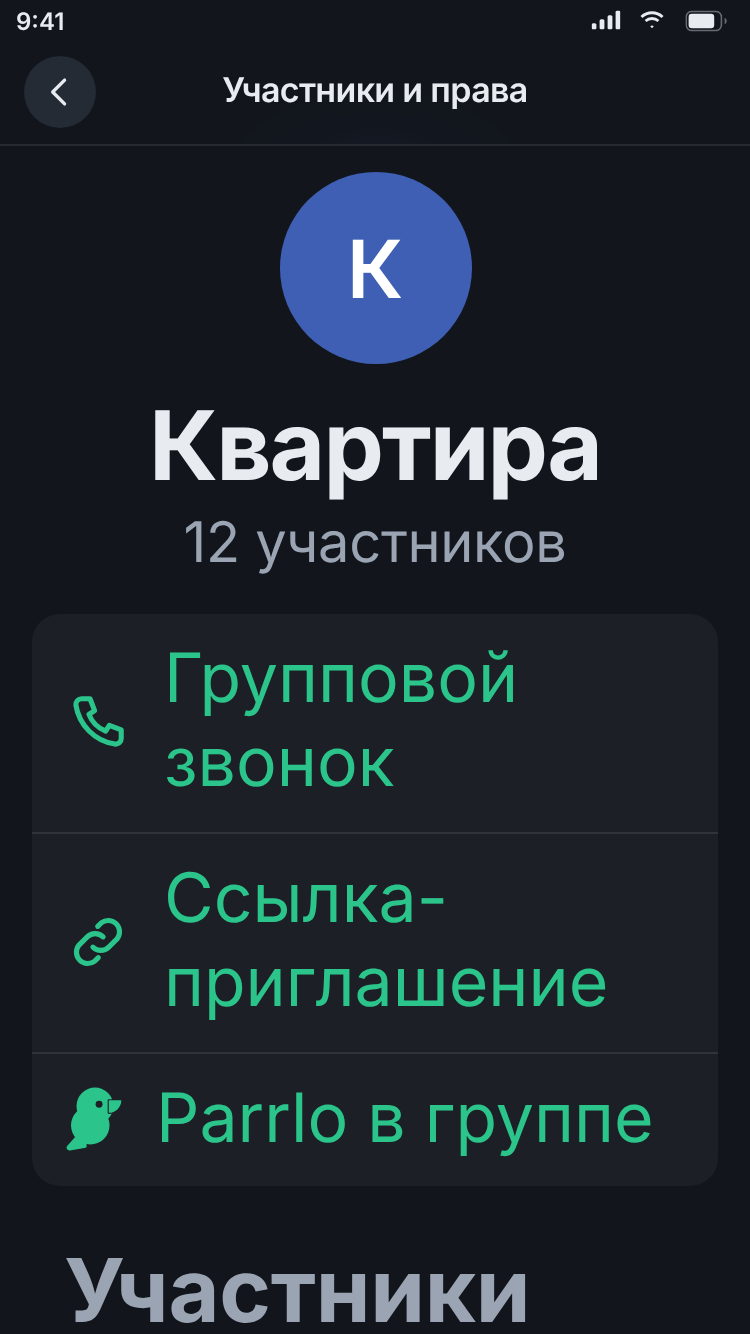 9:41
Участники и права
К
Квартира
12 участников
Групповой
звонок
Ссылка-
приглашение
Parrlo в группе
Участники